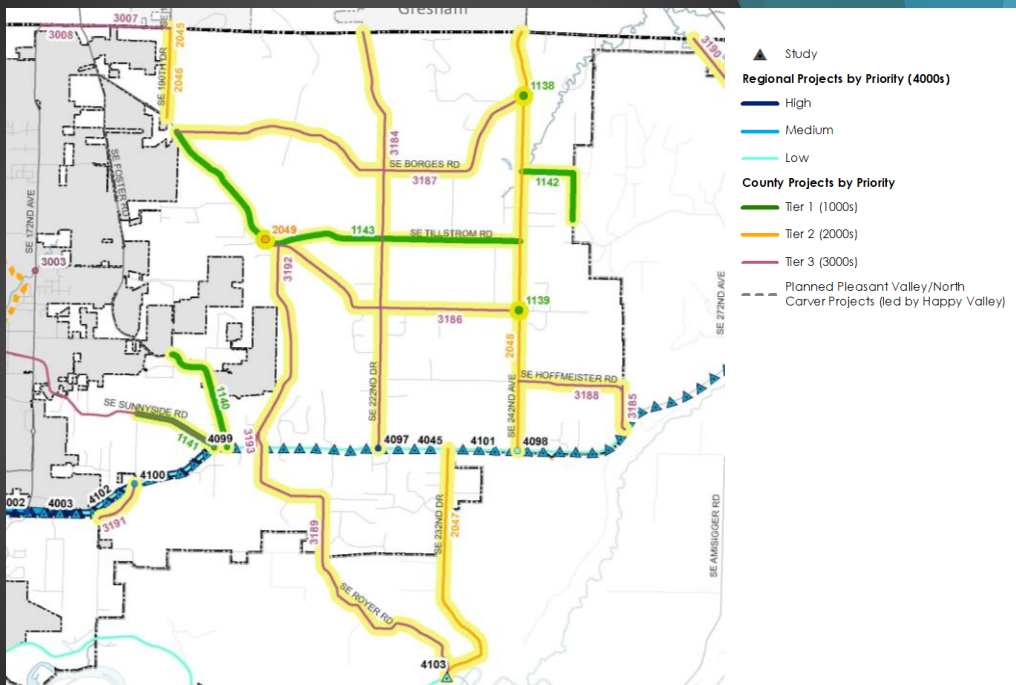 Gresham
3007
3008
2045
2046
SE 190TH DR
3190
1138
3184
SE BORGES RD
3187
1142
SE FOSTER RD
SE 172ND AVE
2049
1143
SE TILLSTROM RD
3003
3192
1139
3186
SE 272ND AVE
2048
SE HOFFMEISTER RD
3188
3185
SE 222ND DR
SE 242ND AVE
1140
SE SUNNYSIDE RD
1141
4099
3193
4097
4045
4101
4098
4100
4102
4003
002
3191
3189
SE 232ND DR
2047
SE AMISIGGER RD
SE ROYER RD
4103
Study
Regional Projects by Priority (4000s)
High
Medium
Low
County Projects by Priority
Tier 1 (1000s)
Tier 2 (2000s)
Tier 3 (3000s)
Planned Pleasant Valley/North
Carver Projects (led by Happy Valley)